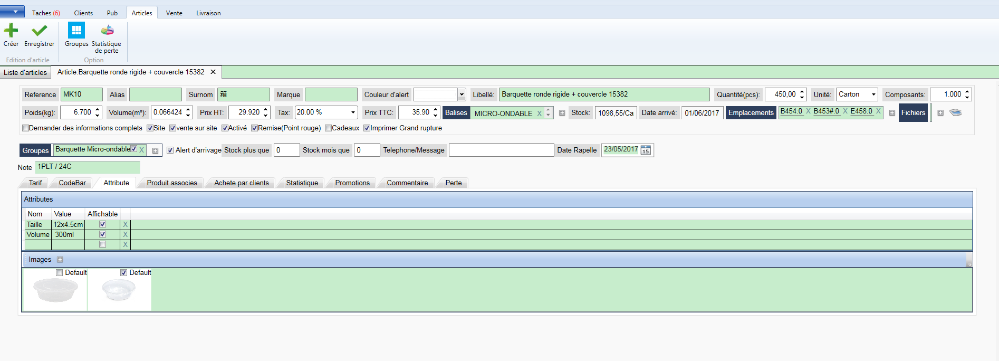 Taches (6) Clients Pub Articles Vente Livraison
Créer Enregistrer Groupes Statistique de perte
Edition d'article Option
Liste d'articles Article:Barquette ronde rigide + couvercle 15382 X
Reference MK10 Alias Surnom 箱 Marque Couleur d'alert Libellé: Barquette ronde rigide + couvercle 15382 Quantité(pcs): 450,00 Unité: Carton Composants: 1.000
Poids(kg): 6.700 Volume(m³): 0.066424 Prix HT: 29.920 Tax: 20.00 % Prix TTC: 35.90 Balises MICRO-ONDABLE X Stock: 1098,55/Ca Date arrivé: 01/06/2017 Emplacements B454:0 X B453#:0 X E458:0 X Fichiers
Demander des informations complets Site vente sur site Activé Remise(Point rouge) Cadeaux Imprimer Grand rupture
Groupes Barquette Micro-ondable X Alert d'arrivage Stock plus que 0 Stock mois que 0 Telephone/Message Date Rapelle 23/05/2017 15
Note 1PLT / 24C
Tarif CodeBar Attribute Produit associes Achete par clients Statistique Promotions Commentaire Perte
Attributes
Nom Value Affichable
Taille 12x4.5cm X
Volume 300ml X
X
Images
Default Default